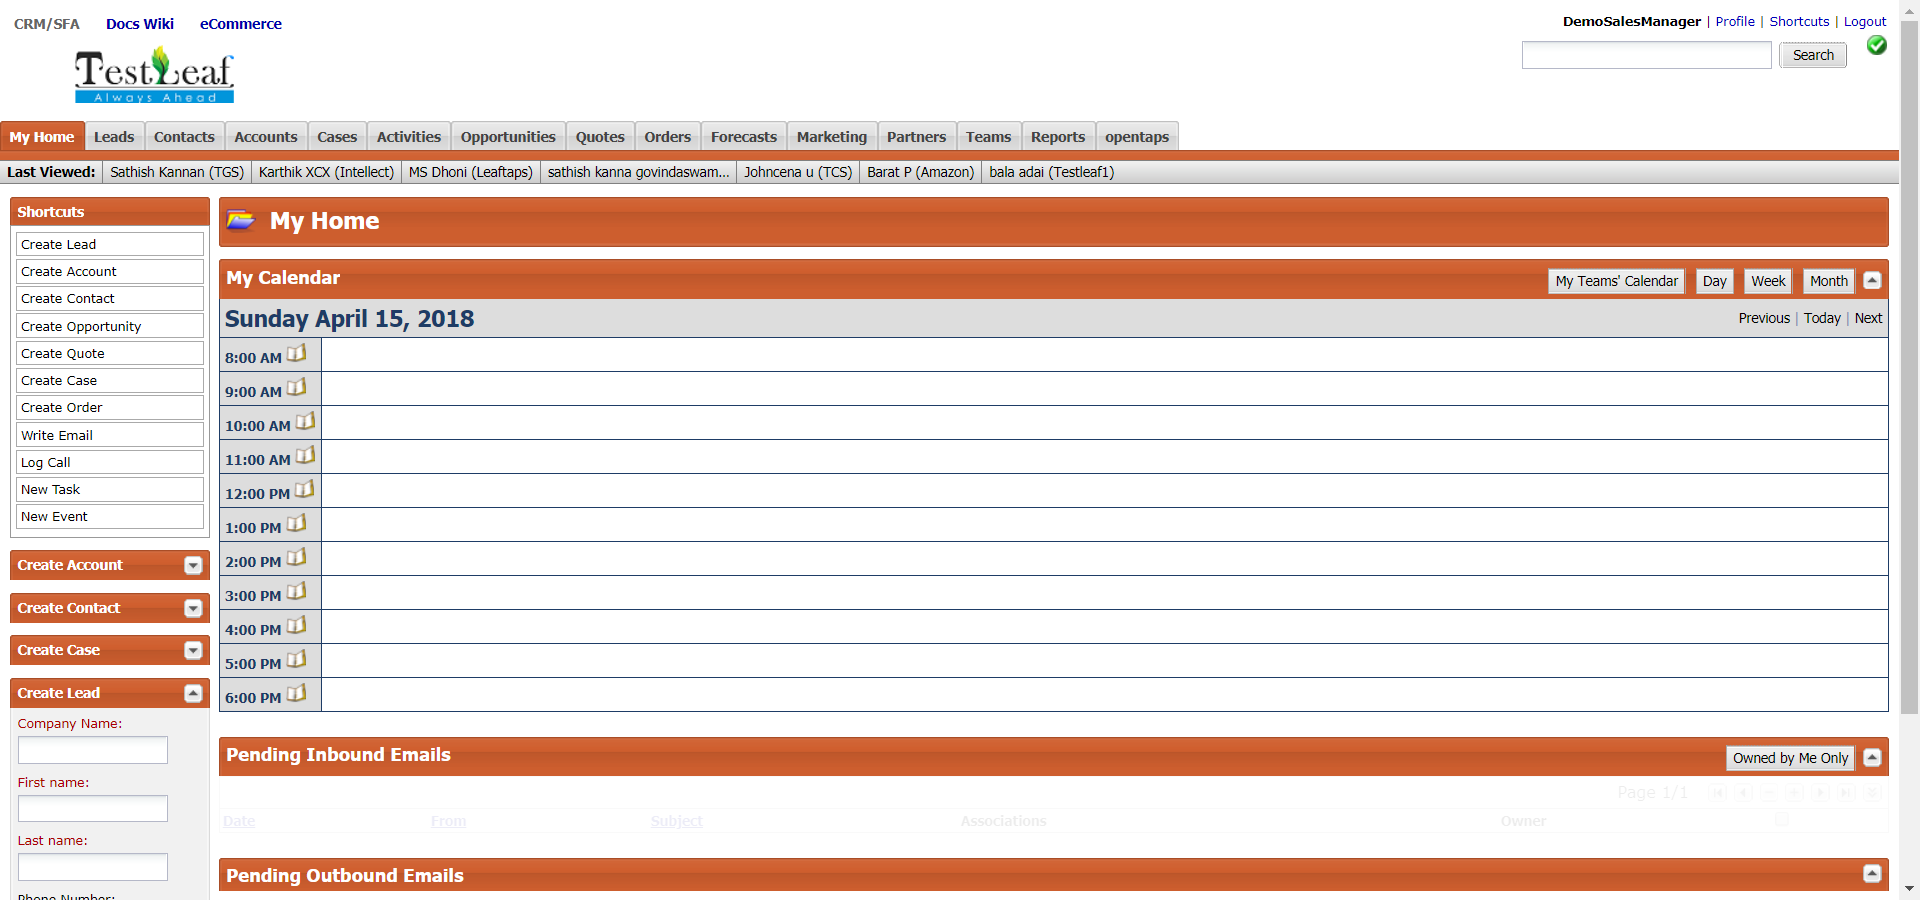 CRM/SFA Docs Wiki eCommerce
DemoSalesManager | Profile | Shortcuts | Logout
Search
TestLeaf
Always Ahead
My Home Leads Contacts Accounts Cases Activities Opportunities Quotes Orders Forecasts Marketing Partners Teams Reports opentaps
Last Viewed: Sathish Kannan (TGS) Karthik XCX (Intellect) MS Dhoni (Leaftaps) sathish kanna govindaswam... Johncena u (TCS) Barat P (Amazon) bala adai (Testleaf1)
Shortcuts
Create Lead
Create Account
Create Contact
Create Opportunity
Create Quote
Create Case
Create Order
Write Email
Log Call
New Task
New Event
Create Account
Create Contact
Create Case
Create Lead
Company Name:
First name:
Last name:
Phone Number:
My Home
My Calendar
My Teams' Calendar Day Week Month
Sunday April 15, 2018
Previous | Today | Next
8:00 AM
9:00 AM
10:00 AM
11:00 AM
12:00 PM
1:00 PM
2:00 PM
3:00 PM
4:00 PM
5:00 PM
6:00 PM
Pending Inbound Emails
Owned by Me Only
Page 1/1
Date From Subject Associations Owner
Pending Outbound Emails